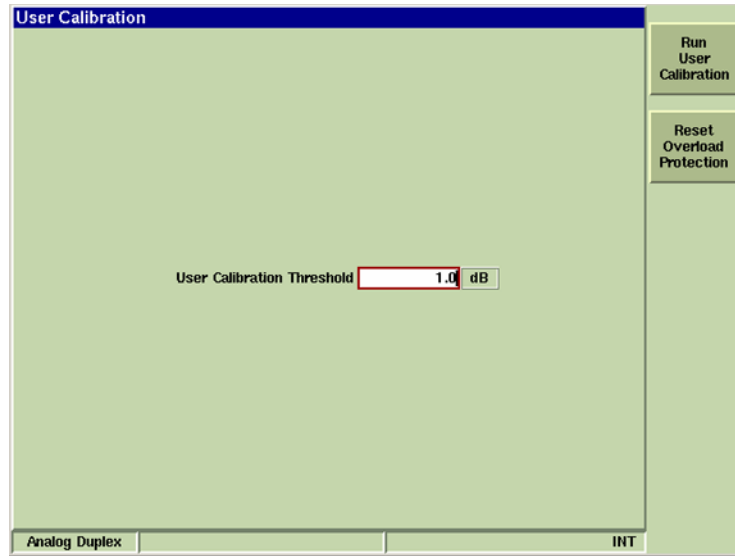 User Calibration
Run
User
Calibration
Reset
Overload
Protection
User Calibration Threshold 1.0 dB
Analog Duplex INT